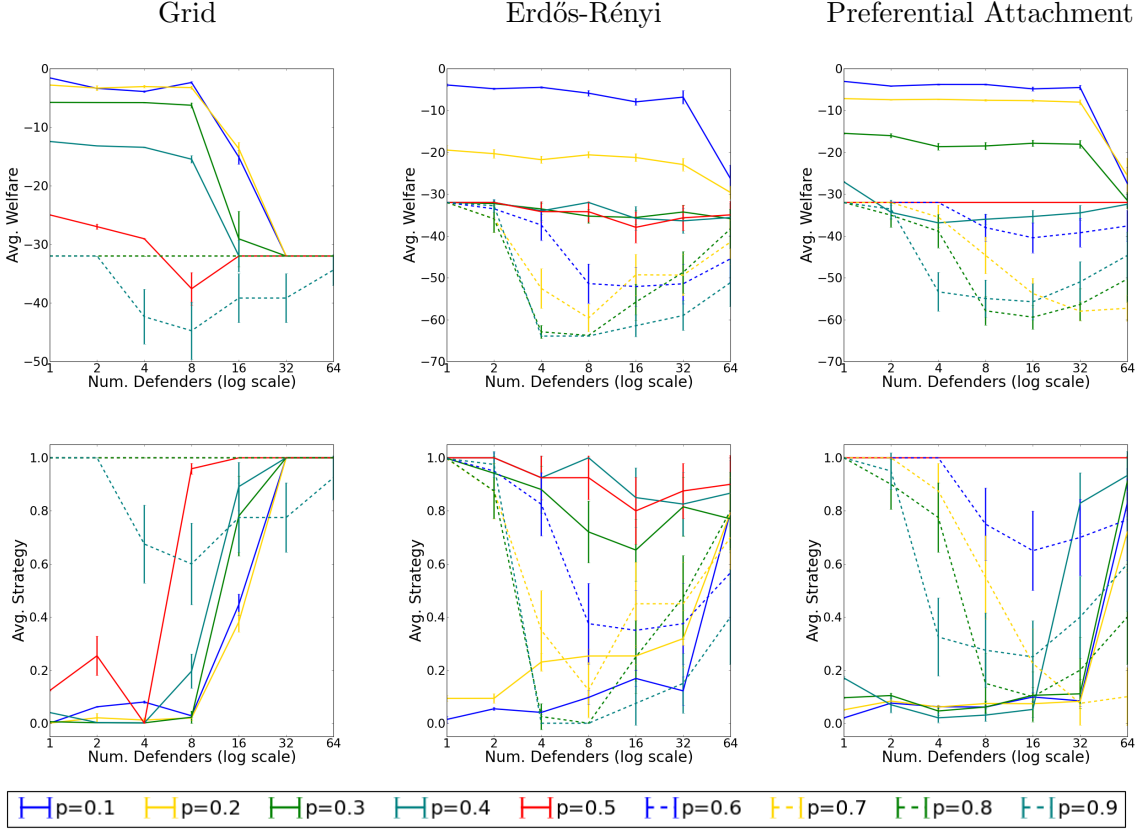 Grid
Erdős-Rényi
Preferential Attachment
Avg. Welfare
0
−10
−20
−30
−40
−50
1 2 4 8 16 32 64
Num. Defenders (log scale)
Avg. Welfare
0
−10
−20
−30
−40
−50
−60
−70
1 2 4 8 16 32 64
Num. Defenders (log scale)
Avg. Welfare
0
−10
−20
−30
−40
−50
−60
−70
1 2 4 8 16 32 64
Num. Defenders (log scale)
Avg. Strategy
1.0
0.8
0.6
0.4
0.2
0.0
1 2 4 8 16 32 64
Num. Defenders (log scale)
Avg. Strategy
1.0
0.8
0.6
0.4
0.2
0.0
1 2 4 8 16 32 64
Num. Defenders (log scale)
Avg. Strategy
1.0
0.8
0.6
0.4
0.2
0.0
1 2 4 8 16 32 64
Num. Defenders (log scale)
p=0.1 p=0.2 p=0.3 p=0.4 p=0.5 p=0.6 p=0.7 p=0.8 p=0.9